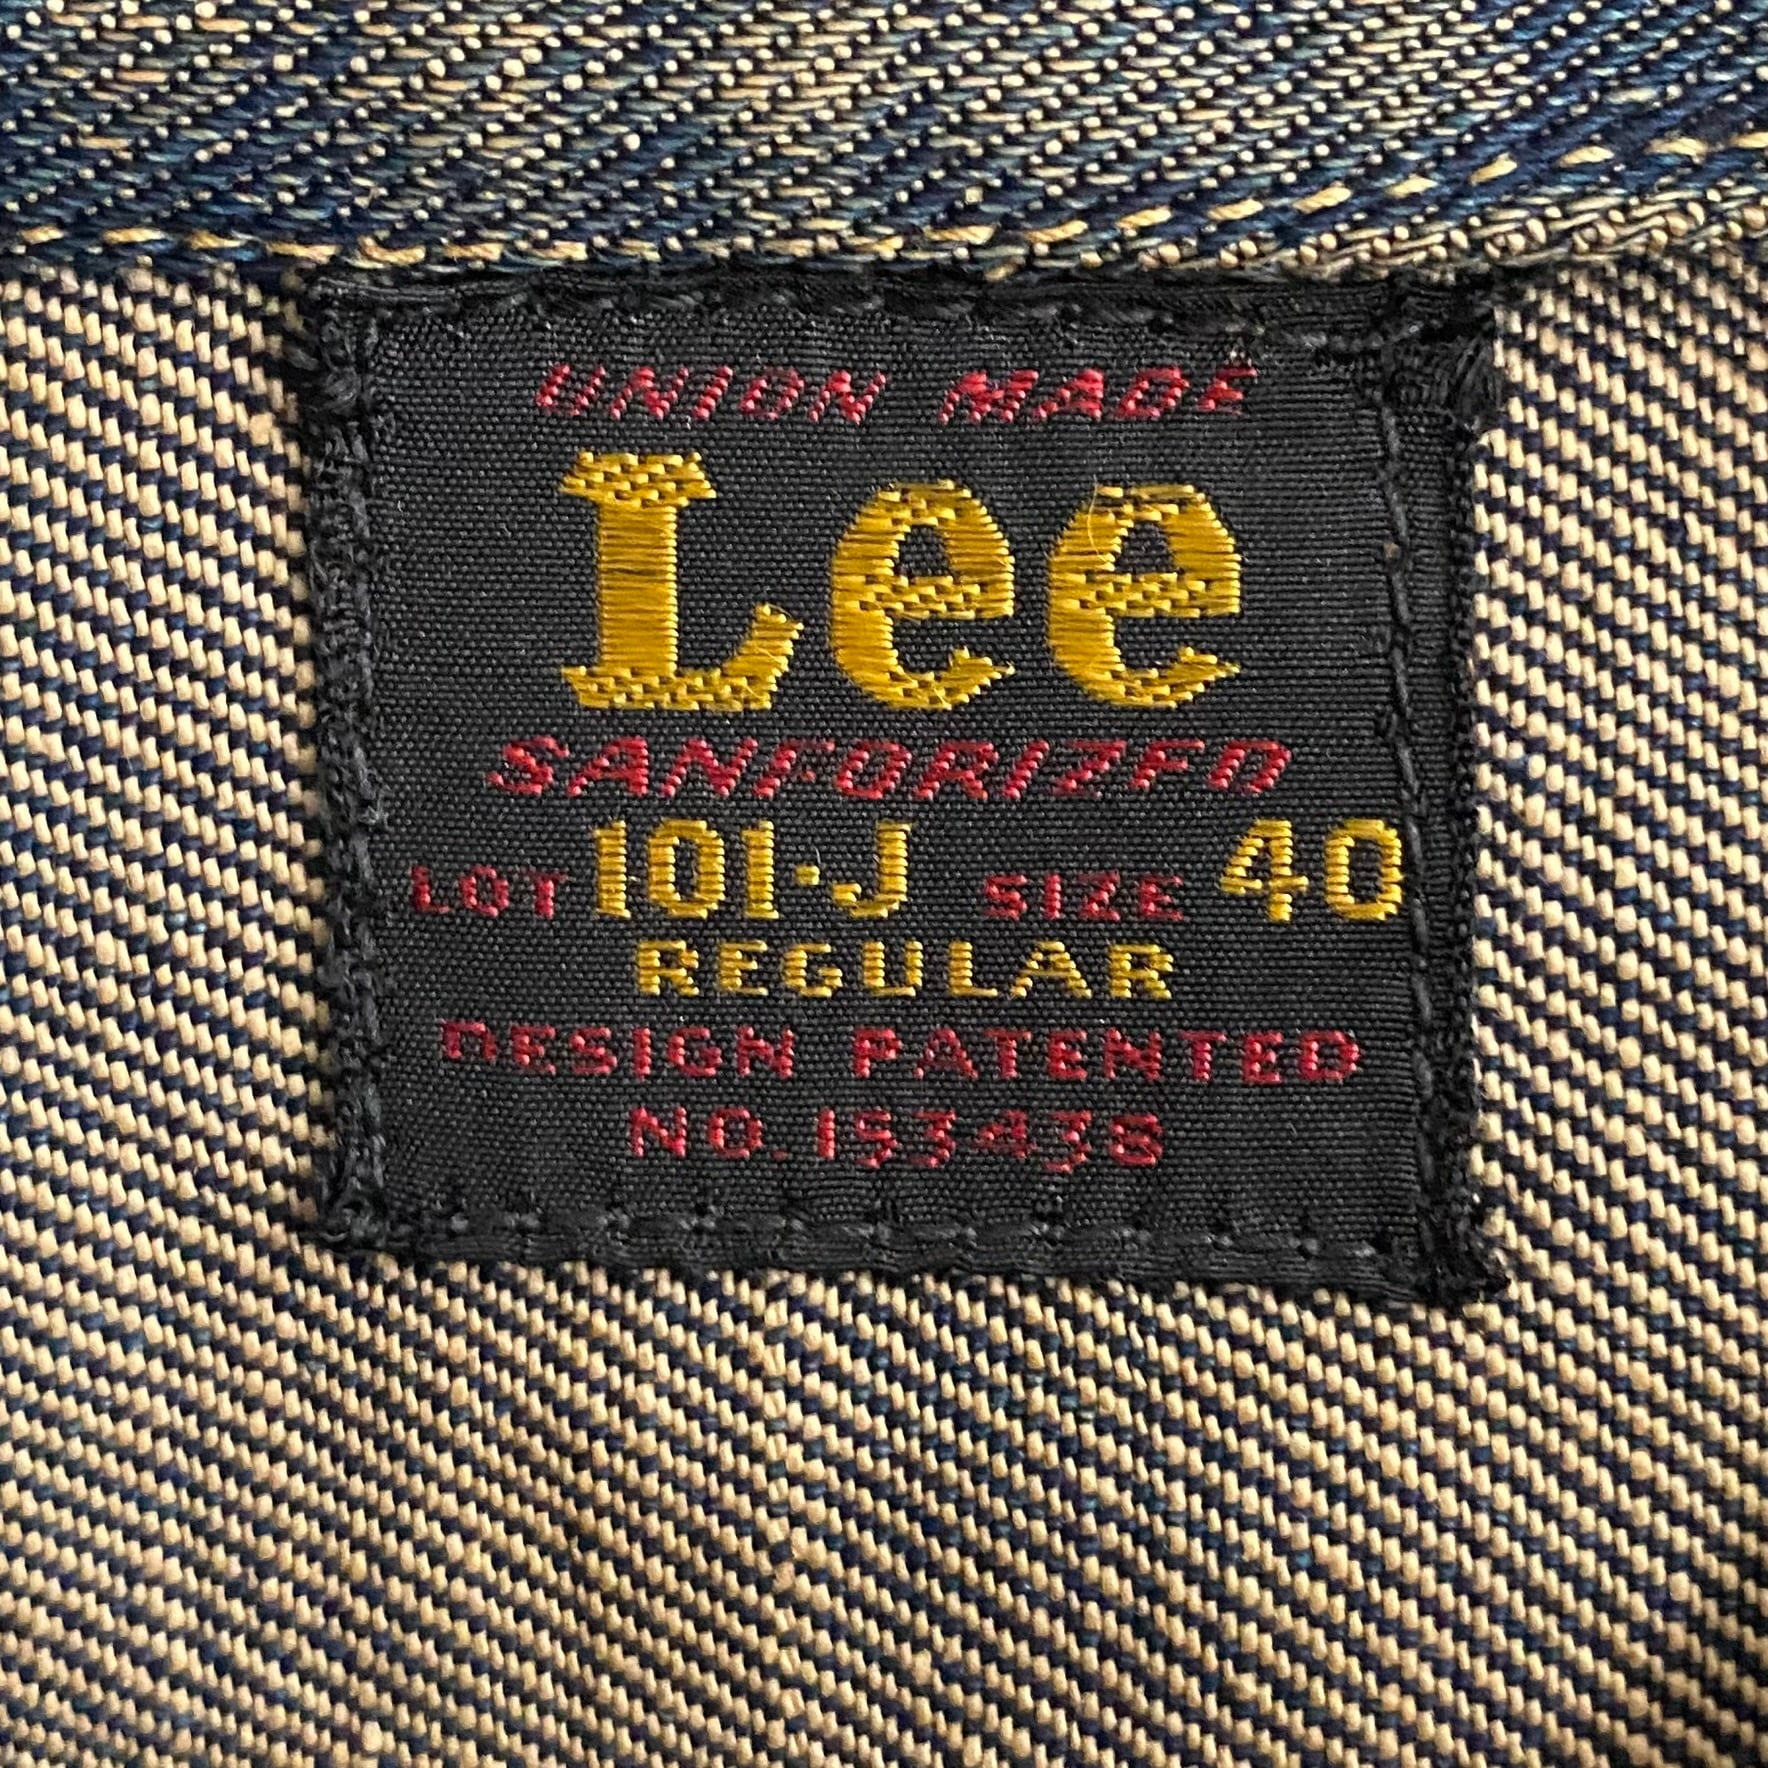 UNION MADE
Lee
SANFORIZED
LOT 101·J SIZE 40
REGULAR
DESIGN PATENTED
NO. 153438